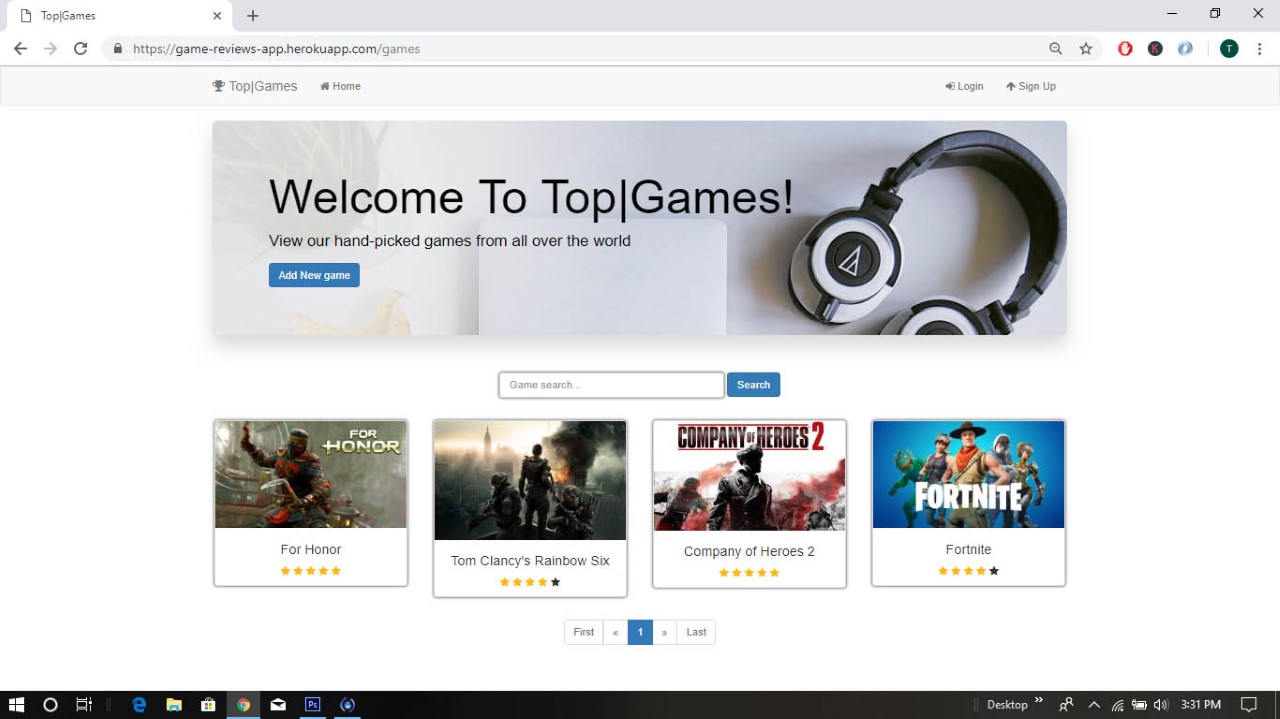 Top|Games
https://game-reviews-app.herokuapp.com/games
T
Top|Games Home Login Sign Up
Welcome To Top|Games!
View our hand-picked games from all over the world
Add New game
Game search... Search
FOR HONOR
COMPANY OF HEROES 2
FORTNITE
For Honor
Tom Clancy's Rainbow Six
Company of Heroes 2
Fortnite
First « 1 » Last
Ps
Desktop
3:31 PM